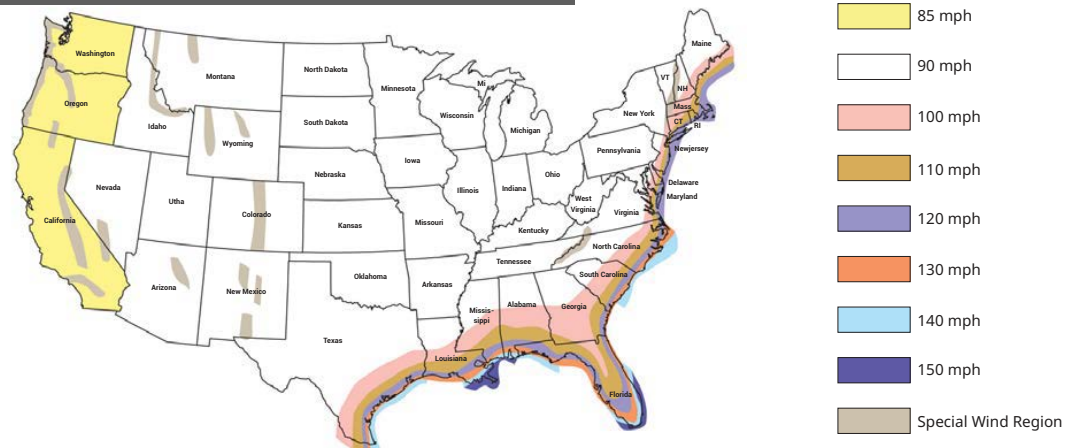 Washington
Oregon
California
Nevada
Idaho
Montana
Wyoming
Utha
Colorado
Arizona
New Mexico
North Dakota
South Dakota
Nebraska
Kansas
Oklahoma
Texas
Minnesota
Iowa
Missouri
Arkansas
Louisiana
Wisconsin
Mi
Michigan
Illinois
Indiana
Ohio
Kentucky
Tennessee
Missis-
sippi
Alabama
Georgia
Florida
South Carolina
North Carolina
Virginia
West
Virginia
Pennsylvania
New York
VT
NH
Maine
Mass
CT
RI
Newjersey
Delaware
Maryland
85 mph
90 mph
100 mph
110 mph
120 mph
130 mph
140 mph
150 mph
Special Wind Region